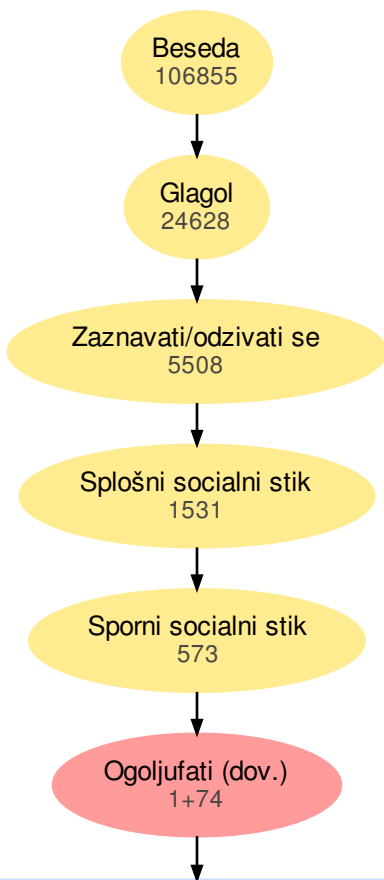 Beseda
106855
Glagol
24628
Zaznavati/odzivati se
5508
Splošni socialni stik
1531
Sporni socialni stik
573
Ogoljufati (dov.)
1+74